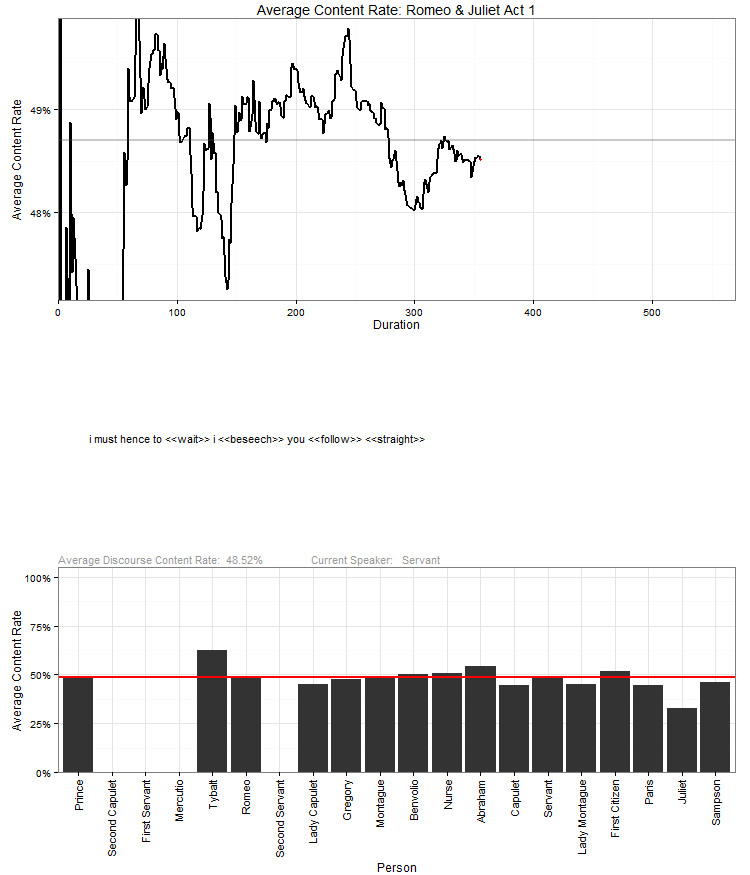 Average Content Rate: Romeo & Juliet Act 1
Average Content Rate
49%
48%
0 100 200 300 400 500
Duration
i must hence to <<wait>> i <<beseech>> you <<follow>> <<straight>>
Average Discourse Content Rate: 48.52% Current Speaker: Servant
Average Content Rate
100%
75%
50%
25%
0%
Prince
Second Capulet
First Servant
Mercutio
Tybalt
Romeo
Second Servant
Lady Capulet
Gregory
Montague
Benvolio
Nurse
Abraham
Capulet
Servant
Lady Montague
First Citizen
Paris
Juliet
Sampson
Person